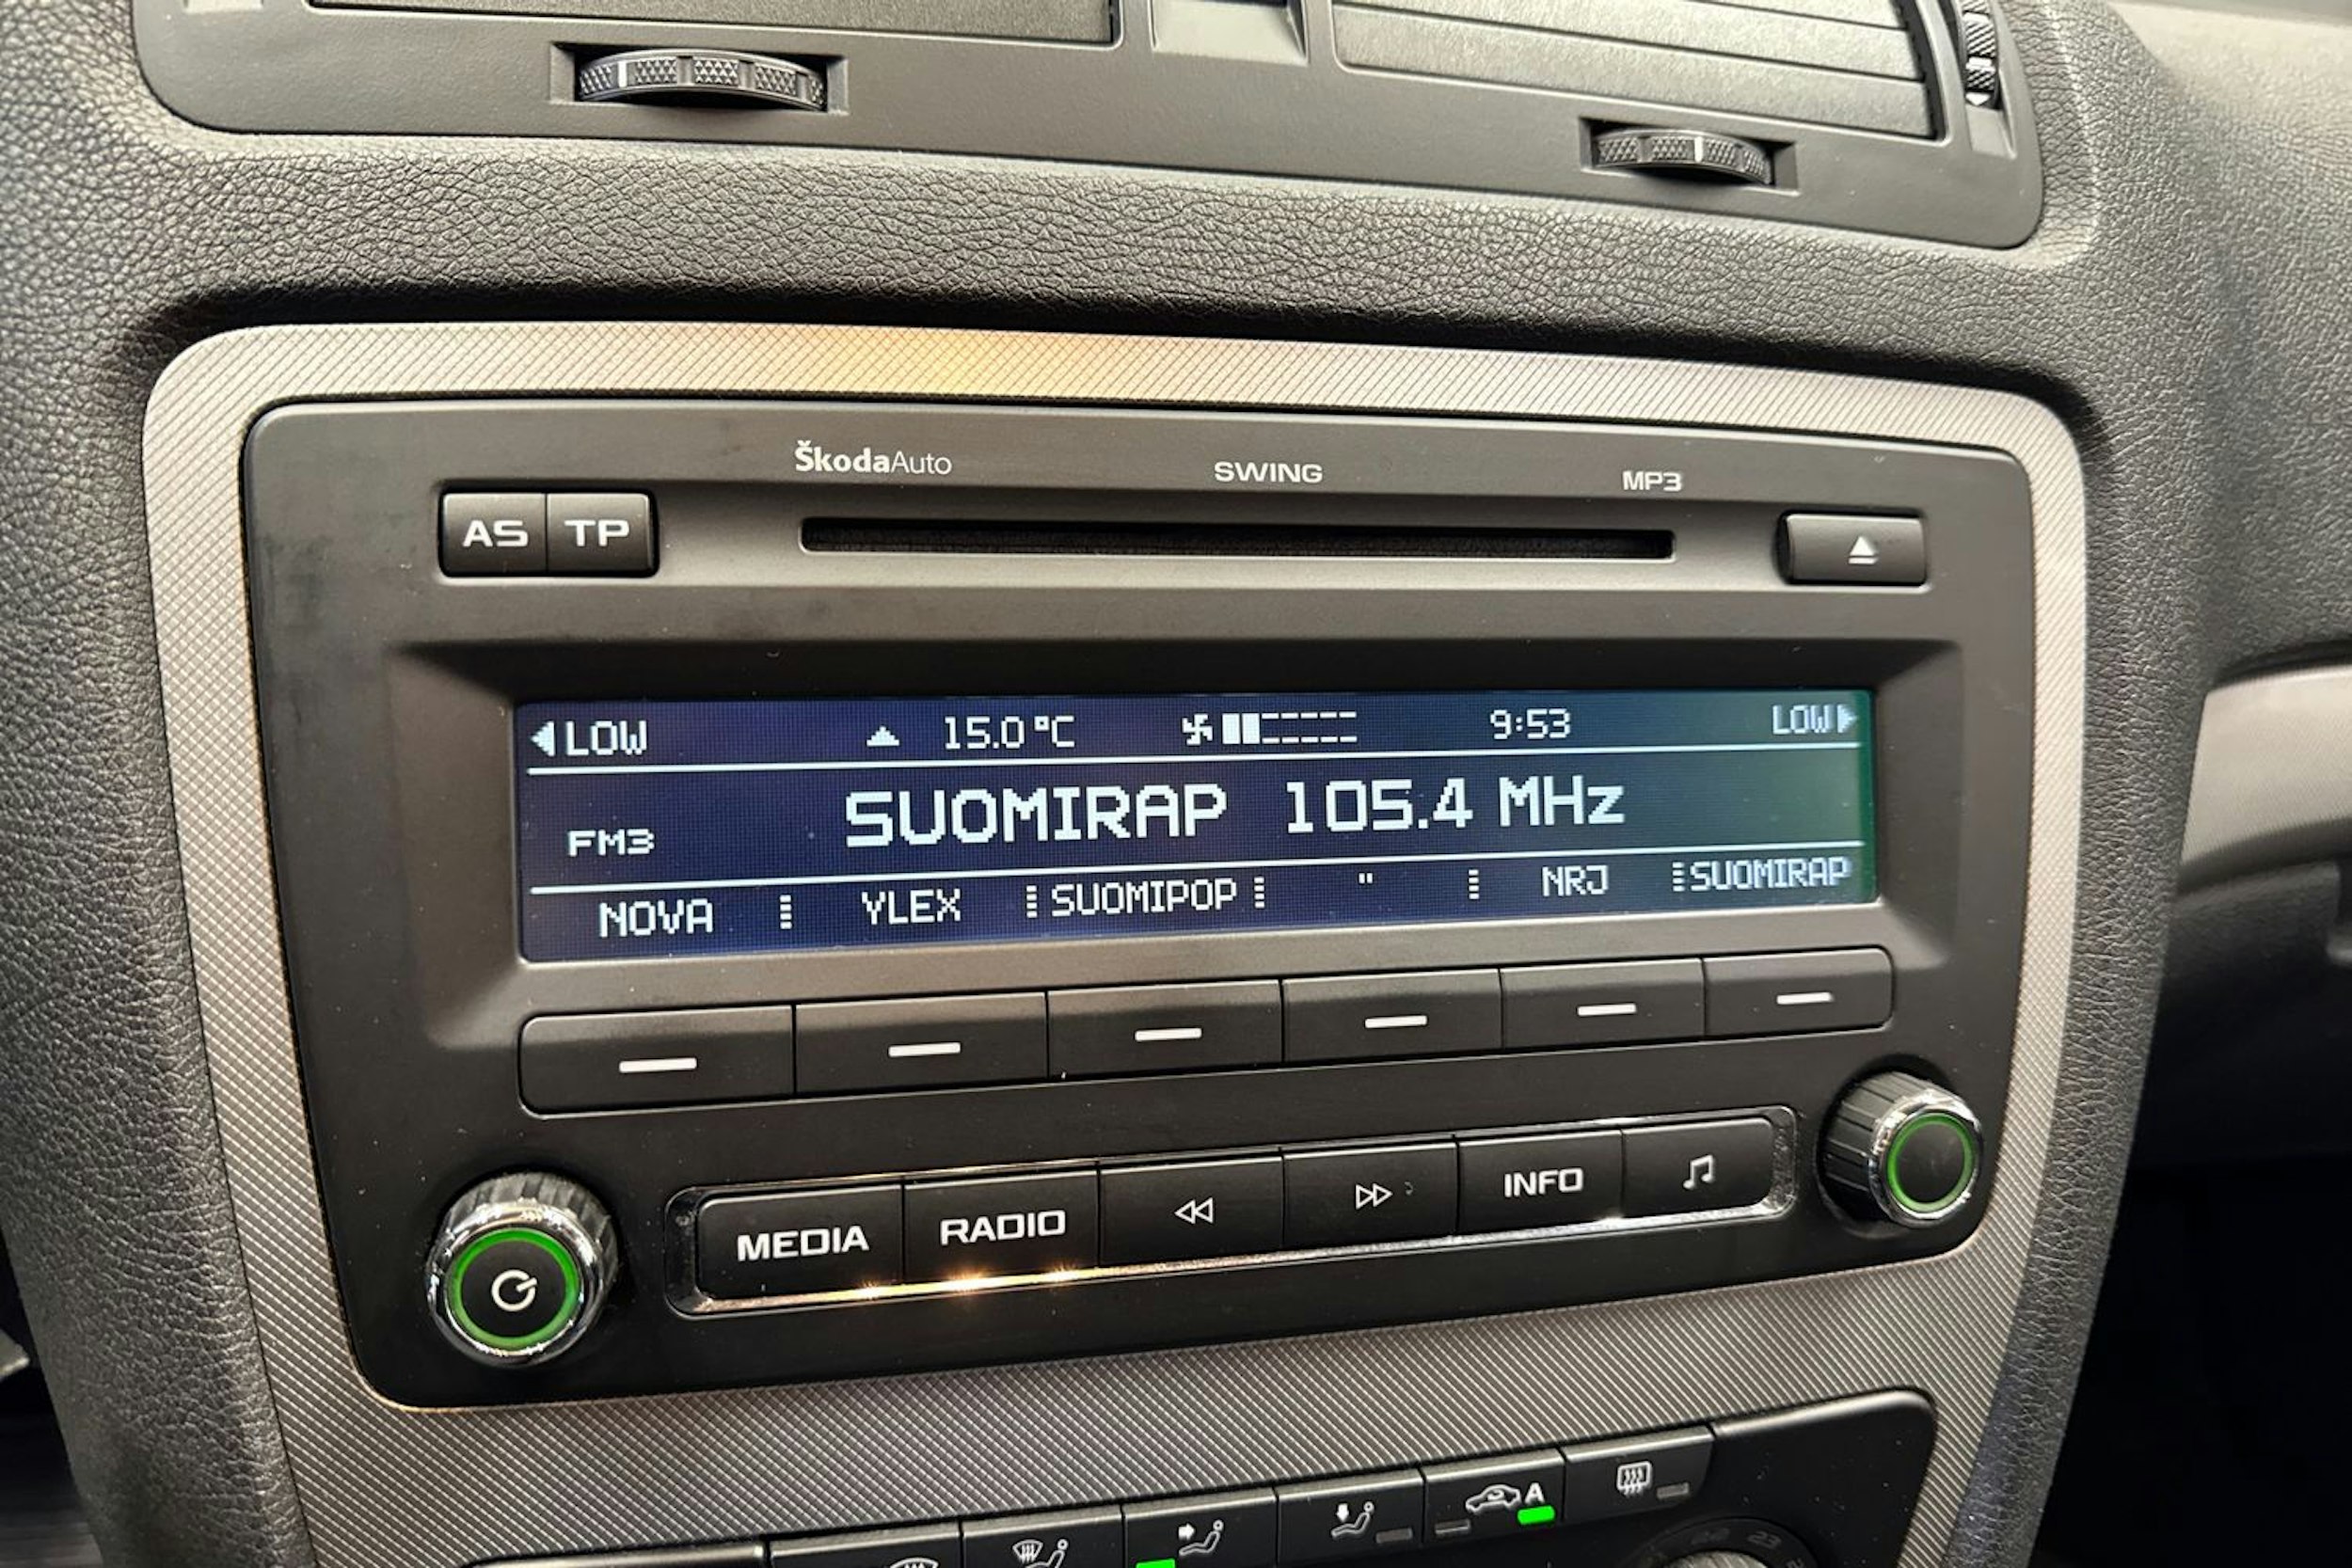 ŠkodaAuto SWING MP3
AS TP
LOW 15.0°C 9:53 LOW
FM3 SUOMIRAP 105.4 MHz
NOVA YLEX SUOMIPOP " NRJ SUOMIRAP
MEDIA RADIO INFO
A